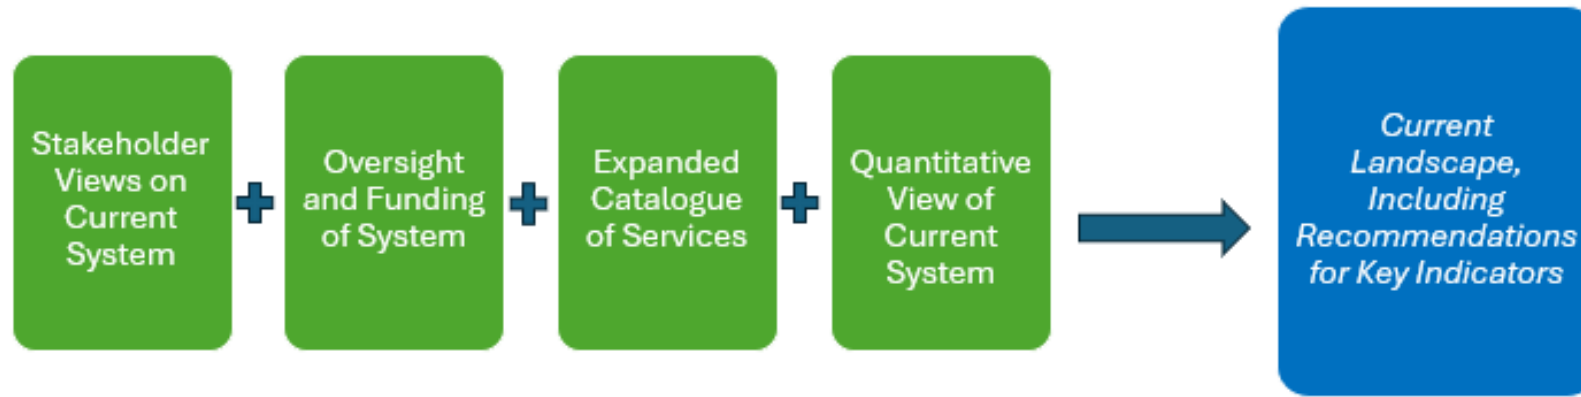 Stakeholder
Views on
Current
System
Oversight
and Funding
of System
Expanded
Catalogue
of Services
Quantitative
View of
Current
System
Current
Landscape,
Including
Recommendations
for Key Indicators